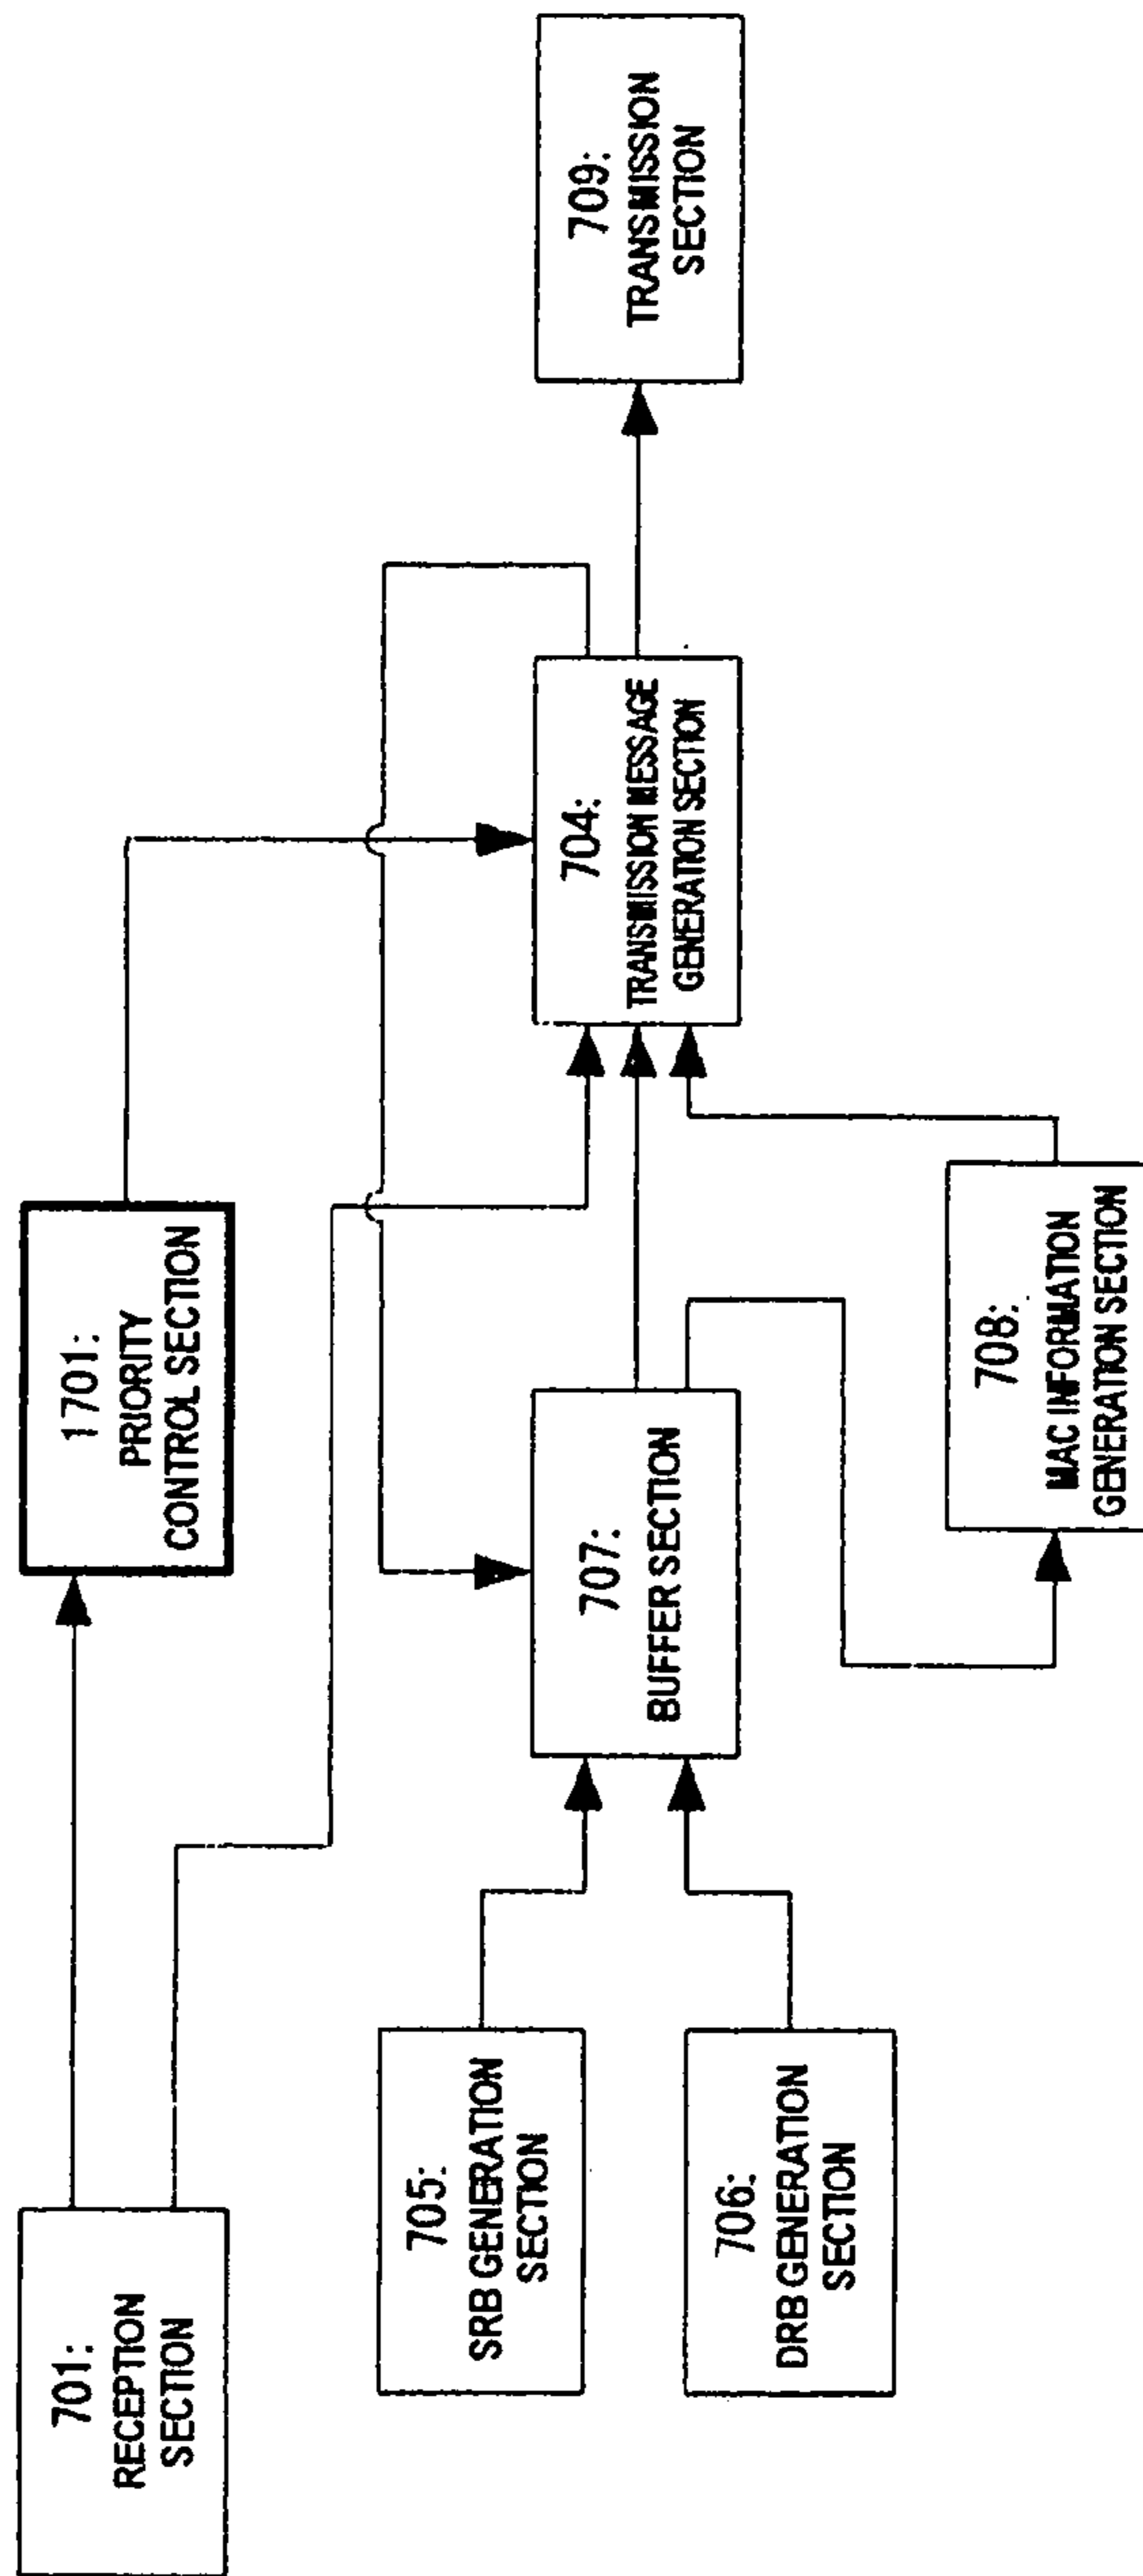 701:
RECEPTION
SECTION
1701:
PRIORITY
CONTROL SECTION
705:
SRB GENERATION
SECTION
706:
DRB GENERATION
SECTION
707:
BUFFER SECTION
708:
MAC INFORMATION
GENERATION SECTION
704:
TRANSMISSION MESSAGE
GENERATION SECTION
709:
TRANSMISSION
SECTION